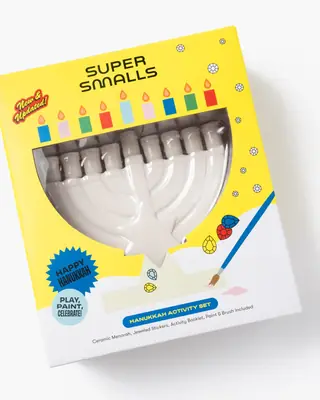 New & Updated!
SUPER
SMALLS
HAPPY
HANUKKAH
PLAY,
PAINT,
CELEBRATE!
HANUKKAH ACTIVITY SET
Ceramic Menorah, Jeweled Stickers, Activity Booklet, Paint & Brush Included